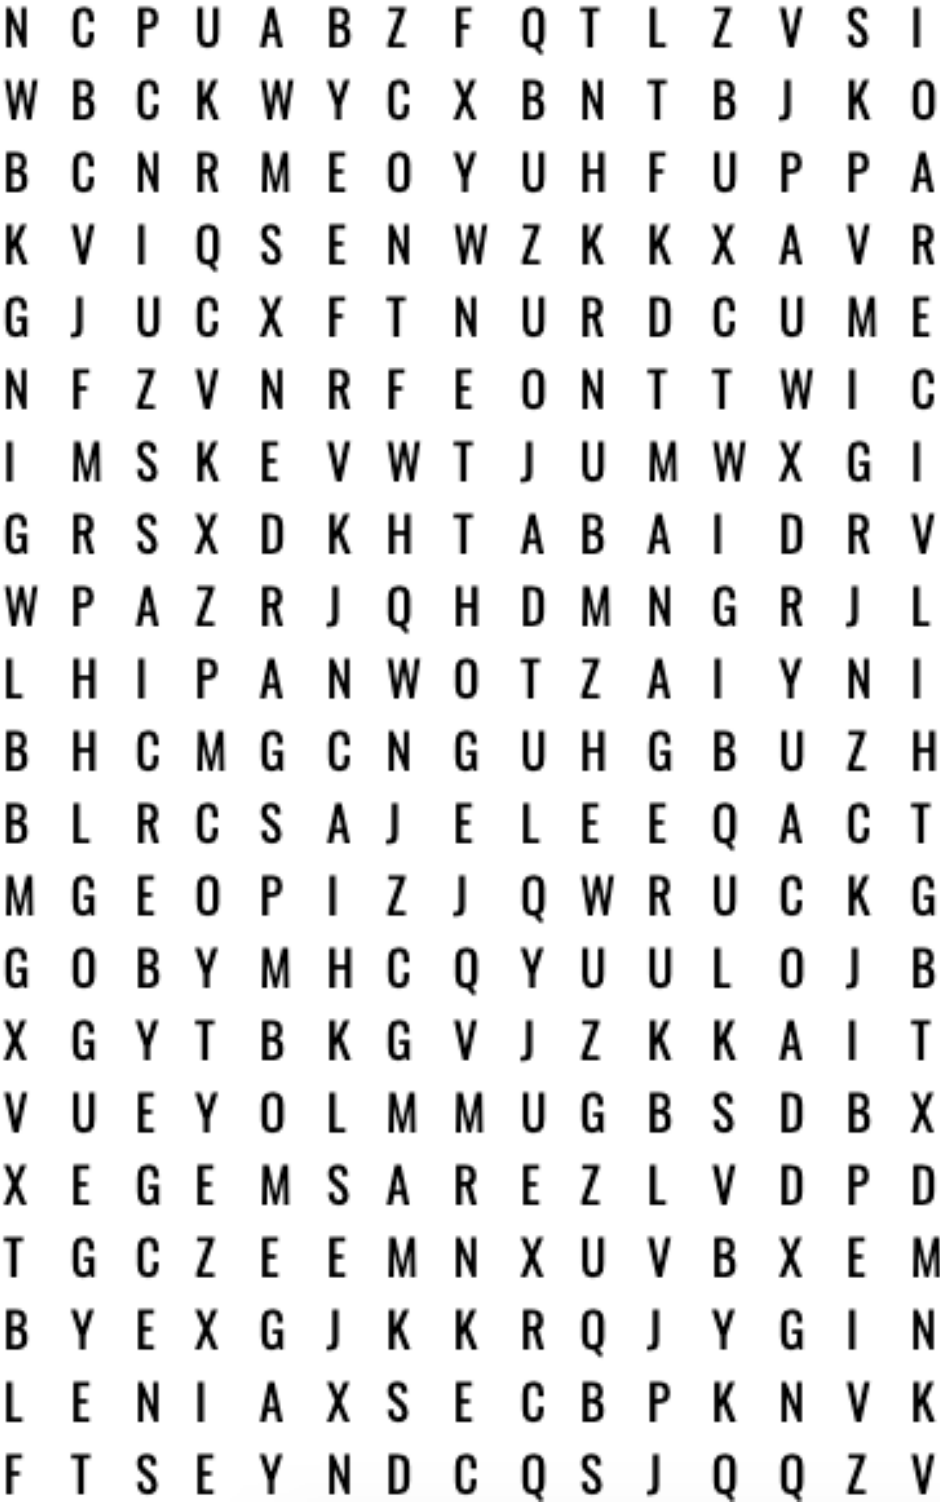 N C P U A B Z F Q T L Z V S I
W B C K W Y C X B N T B J K O
B C N R M E O Y U H F U P P A
K V I Q S E N W Z K K X A V R
G J U C X F T N U R D C U M E
N F Z V N R F E O N T T W I C
I M S K E V W T J U M W X G I
G R S X D K H T A B A I D R V
W P A Z R J Q H D M N G R J L
L H I P A N W O T Z A I Y N I
B H C M G C N G U H G B U Z H
B L R C S A J E L E E Q A C T
M G E O P I Z J Q W R U C K G
G O B Y M H C Q Y U U L O J B
X G Y T B K G V J Z K K A I T
V U E Y O L M M U G B S D B X
X E G E M S A R E Z L V D P D
T G C Z E E M N X U V B X E M
B Y E X G J K K R Q J Y G I N
L E N I A X S E C B P K N V K
F T S E Y N D C Q S J Q Q Z V